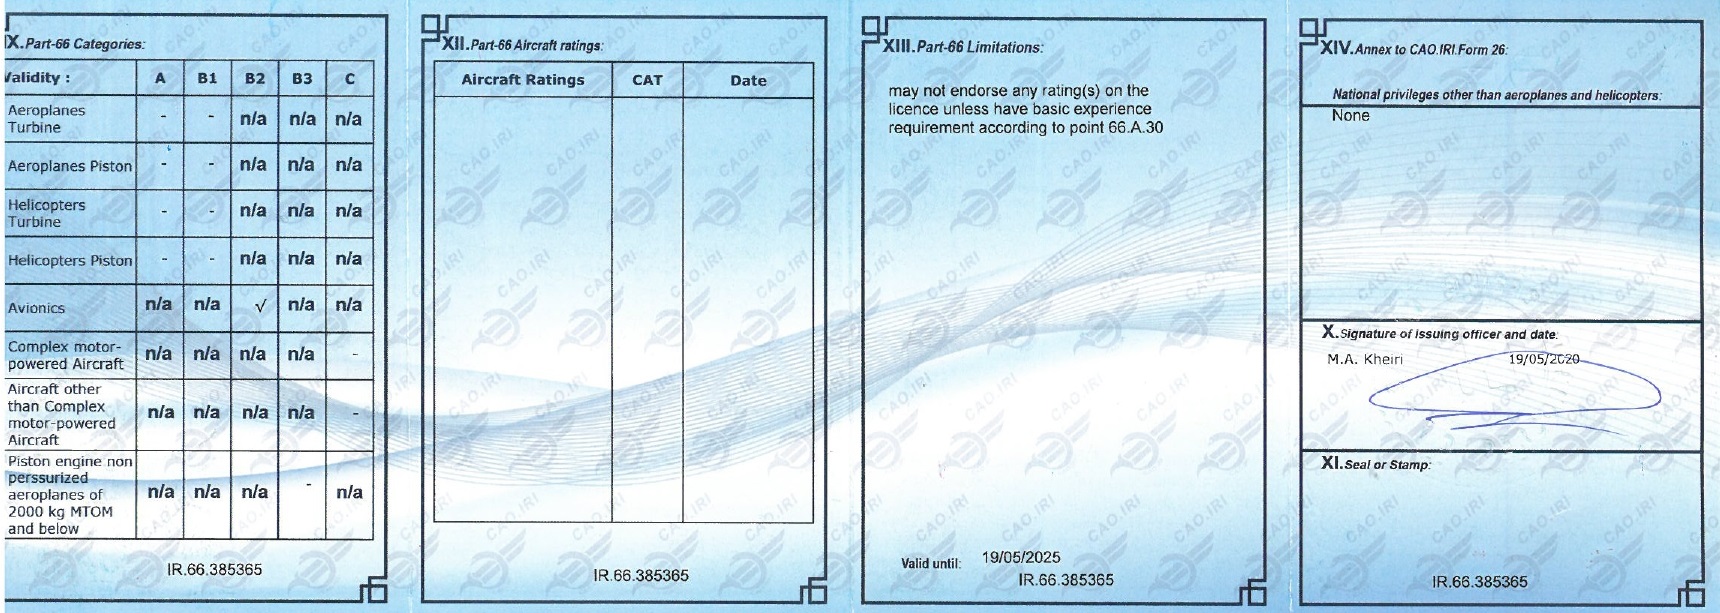 IX.Part-66 Categories:
Validity : A B1 B2 B3 C
Aeroplanes
Turbine - - n/a n/a n/a
Aeroplanes Piston - - n/a n/a n/a
Helicopters
Turbine - - n/a n/a n/a
Helicopters Piston - - n/a n/a n/a
Avionics n/a n/a √ n/a n/a
Complex motor-
powered Aircraft n/a n/a n/a n/a -
Aircraft other
than Complex
motor-powered
Aircraft n/a n/a n/a n/a -
Piston engine non
perssurized
aeroplanes of
2000 kg MTOM
and below n/a n/a n/a - n/a
IR.66.385365
XII.Part-66 Aircraft ratings:
Aircraft Ratings CAT Date
IR.66.385365
XIII.Part-66 Limitations:
may not endorse any rating(s) on the
licence unless have basic experience
requirement according to point 66.A.30
Valid until: 19/05/2025
IR.66.385365
XIV.Annex to CAO.IRI.Form 26:
National privileges other than aeroplanes and helicopters:
None
X.Signature of issuing officer and date:
M.A. Kheiri 19/05/2020
XI.Seal or Stamp:
IR.66.385365
CAO.IRI